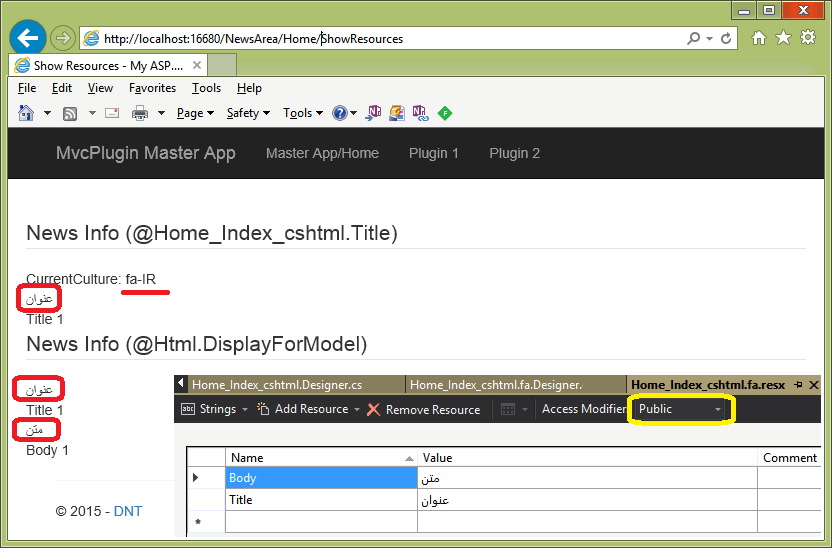 http://localhost:16680/NewsArea/Home/ShowResources
Show Resources - My ASP....
File Edit View Favorites Tools Help
Page Safety Tools
MvcPlugin Master App Master App/Home Plugin 1 Plugin 2
News Info (@Home_Index_cshtml.Title)
CurrentCulture: fa-IR
عنوان
Title 1
News Info (@Html.DisplayForModel)
عنوان
Title 1
متن
Body 1
© 2015 - DNT
Home_Index_cshtml.Designer.cs Home_Index_cshtml.fa.Designer. Home_Index_cshtml.fa.resx
abc Strings Add Resource Remove Resource Access Modifier Public
Name Value Comment
Body متن
Title عنوان